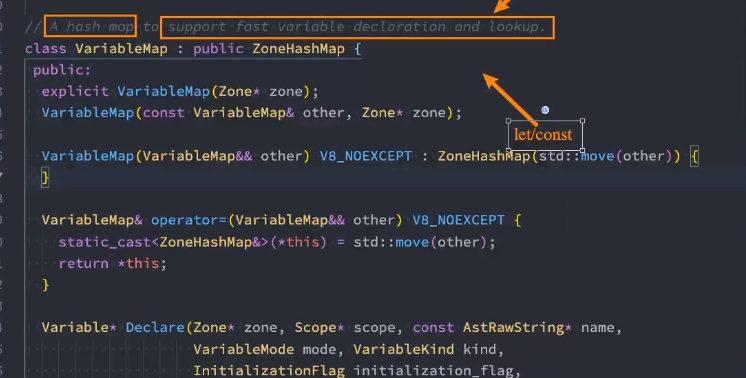 // A hash map to support fast variable declaration and lookup.
class VariableMap : public ZoneHashMap {
public:
explicit VariableMap(Zone* zone);
VariableMap(const VariableMap& other, Zone* zone);
let/const
VariableMap(VariableMap&& other) V8_NOEXCEPT : ZoneHashMap(std::move(other)) {
}
VariableMap& operator=(VariableMap&& other) V8_NOEXCEPT {
static_cast<ZoneHashMap&>(*this) = std::move(other);
return *this;
}
Variable* Declare(Zone* zone, Scope* scope, const AstRawString* name,
VariableMode mode, VariableKind kind,
InitializationFlag initialization_flag,